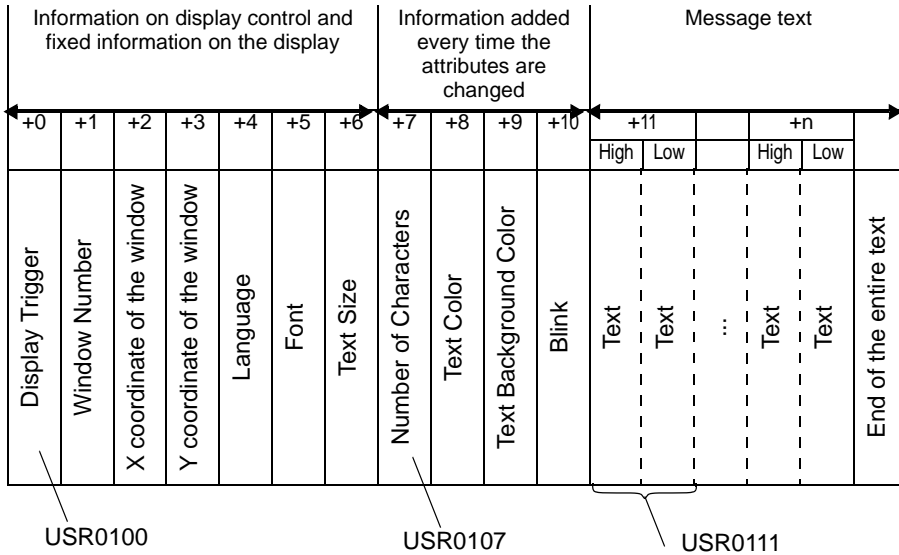 Information on display control and
fixed information on the display
Information added
every time the
attributes are
changed
Message text
+0 +1 +2 +3 +4 +5 +6 +7 +8 +9 +10 +11 +n
High Low High Low
Display Trigger
Window Number
X coordinate of the window
Y coordinate of the window
Language
Font
Text Size
Number of Characters
Text Color
Text Background Color
Blink
Text
Text
...
Text
Text
End of the entire text
USR0100
USR0107
USR0111